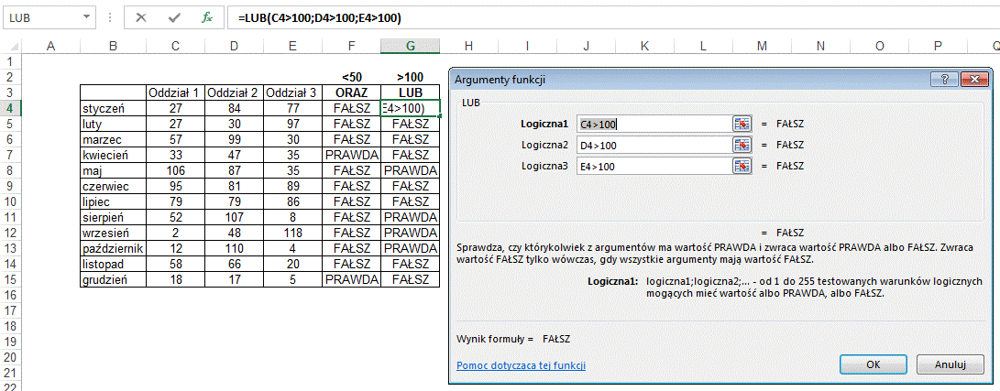 LUB =LUB(C4>100;D4>100;E4>100)
A B C D E F G H I J K L M N O P Q
1
2 <50 >100
3 Oddział 1 Oddział 2 Oddział 3 ORAZ LUB
4 styczeń 27 84 77 FAŁSZ E4>100)
5 luty 27 30 97 FAŁSZ FAŁSZ
6 marzec 57 99 30 FAŁSZ FAŁSZ
7 kwiecień 33 47 35 PRAWDA FAŁSZ
8 maj 106 87 35 FAŁSZ PRAWDA
9 czerwiec 95 81 89 FAŁSZ FAŁSZ
10 lipiec 79 79 86 FAŁSZ FAŁSZ
11 sierpień 52 107 8 FAŁSZ PRAWDA
12 wrzesień 2 48 118 FAŁSZ PRAWDA
13 październik 12 110 4 FAŁSZ PRAWDA
14 listopad 58 66 20 FAŁSZ FAŁSZ
15 grudzień 18 17 5 PRAWDA FAŁSZ
16
17
18
19
20
21
22
Argumenty funkcji
LUB
Logiczna1 C4>100 = FAŁSZ
Logiczna2 D4>100 = FAŁSZ
Logiczna3 E4>100 = FAŁSZ
= FAŁSZ
Sprawdza, czy którykolwiek z argumentów ma wartość PRAWDA i zwraca wartość PRAWDA albo FAŁSZ. Zwraca
wartość FAŁSZ tylko wówczas, gdy wszystkie argumenty mają wartość FAŁSZ.
Logiczna1: logiczna1;logiczna2;... - od 1 do 255 testowanych warunków logicznych
mogących mieć wartość albo PRAWDA, albo FAŁSZ.
Wynik formuły = FAŁSZ
Pomoc dotycząca tej funkcji
OK Anuluj